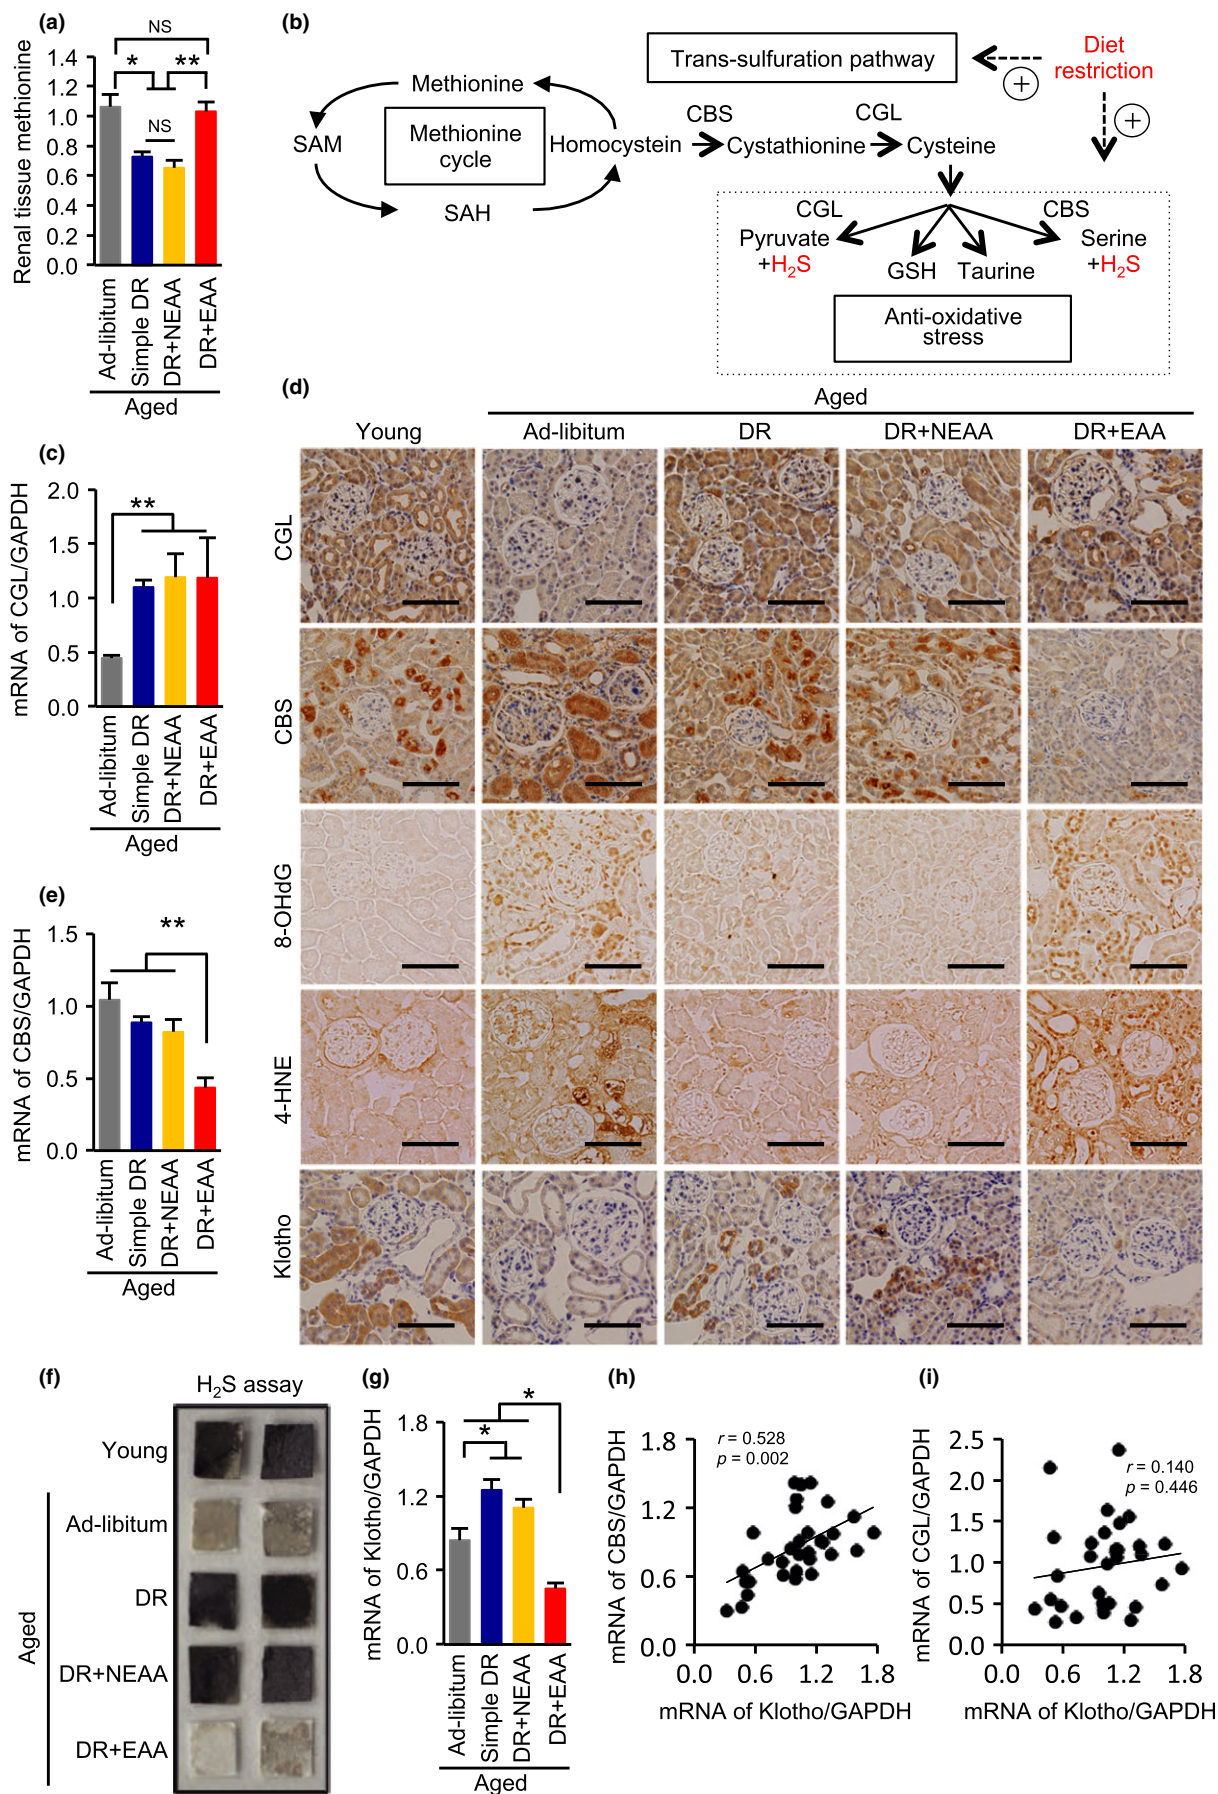 (a)
NS
* **
NS
Renal tissue methionine
1.4
1.2
1.0
0.8
0.6
0.4
0.2
0.0
Ad-libitum
Simple DR
DR+NEAA
DR+EAA
Aged
(b)
Trans-sulfuration pathway
Diet
restriction
+
+
Methionine
SAM
Methionine
cycle
SAH
Homocystein
CBS
Cystathionine
CGL
Cysteine
CGL
CBS
Pyruvate
+H₂S
GSH
Taurine
Serine
+H₂S
Anti-oxidative
stress
(c)
mRNA of CGL/GAPDH
2.0
1.5
1.0
0.5
0.0
**
Ad-libitum
Simple DR
DR+NEAA
DR+EAA
Aged
(d)
Aged
Young
Ad-libitum
DR
DR+NEAA
DR+EAA
CGL
CBS
8-OHdG
4-HNE
Klotho
(e)
mRNA of CBS/GAPDH
1.5
1.0
0.5
0.0
**
Ad-libitum
Simple DR
DR+NEAA
DR+EAA
Aged
(f)
H₂S assay
Young
Ad-libitum
DR
DR+NEAA
DR+EAA
Aged
(g)
mRNA of Klotho/GAPDH
1.8
1.2
0.6
0.0
*
*
Ad-libitum
Simple DR
DR+NEAA
DR+EAA
Aged
(h)
mRNA of CBS/GAPDH
1.8
1.2
0.6
0.0
r = 0.528
p = 0.002
0.0 0.6 1.2 1.8
mRNA of Klotho/GAPDH
(i)
mRNA of CGL/GAPDH
2.5
2.0
1.5
1.0
0.5
0.0
r = 0.140
p = 0.446
0.0 0.6 1.2 1.8
mRNA of Klotho/GAPDH